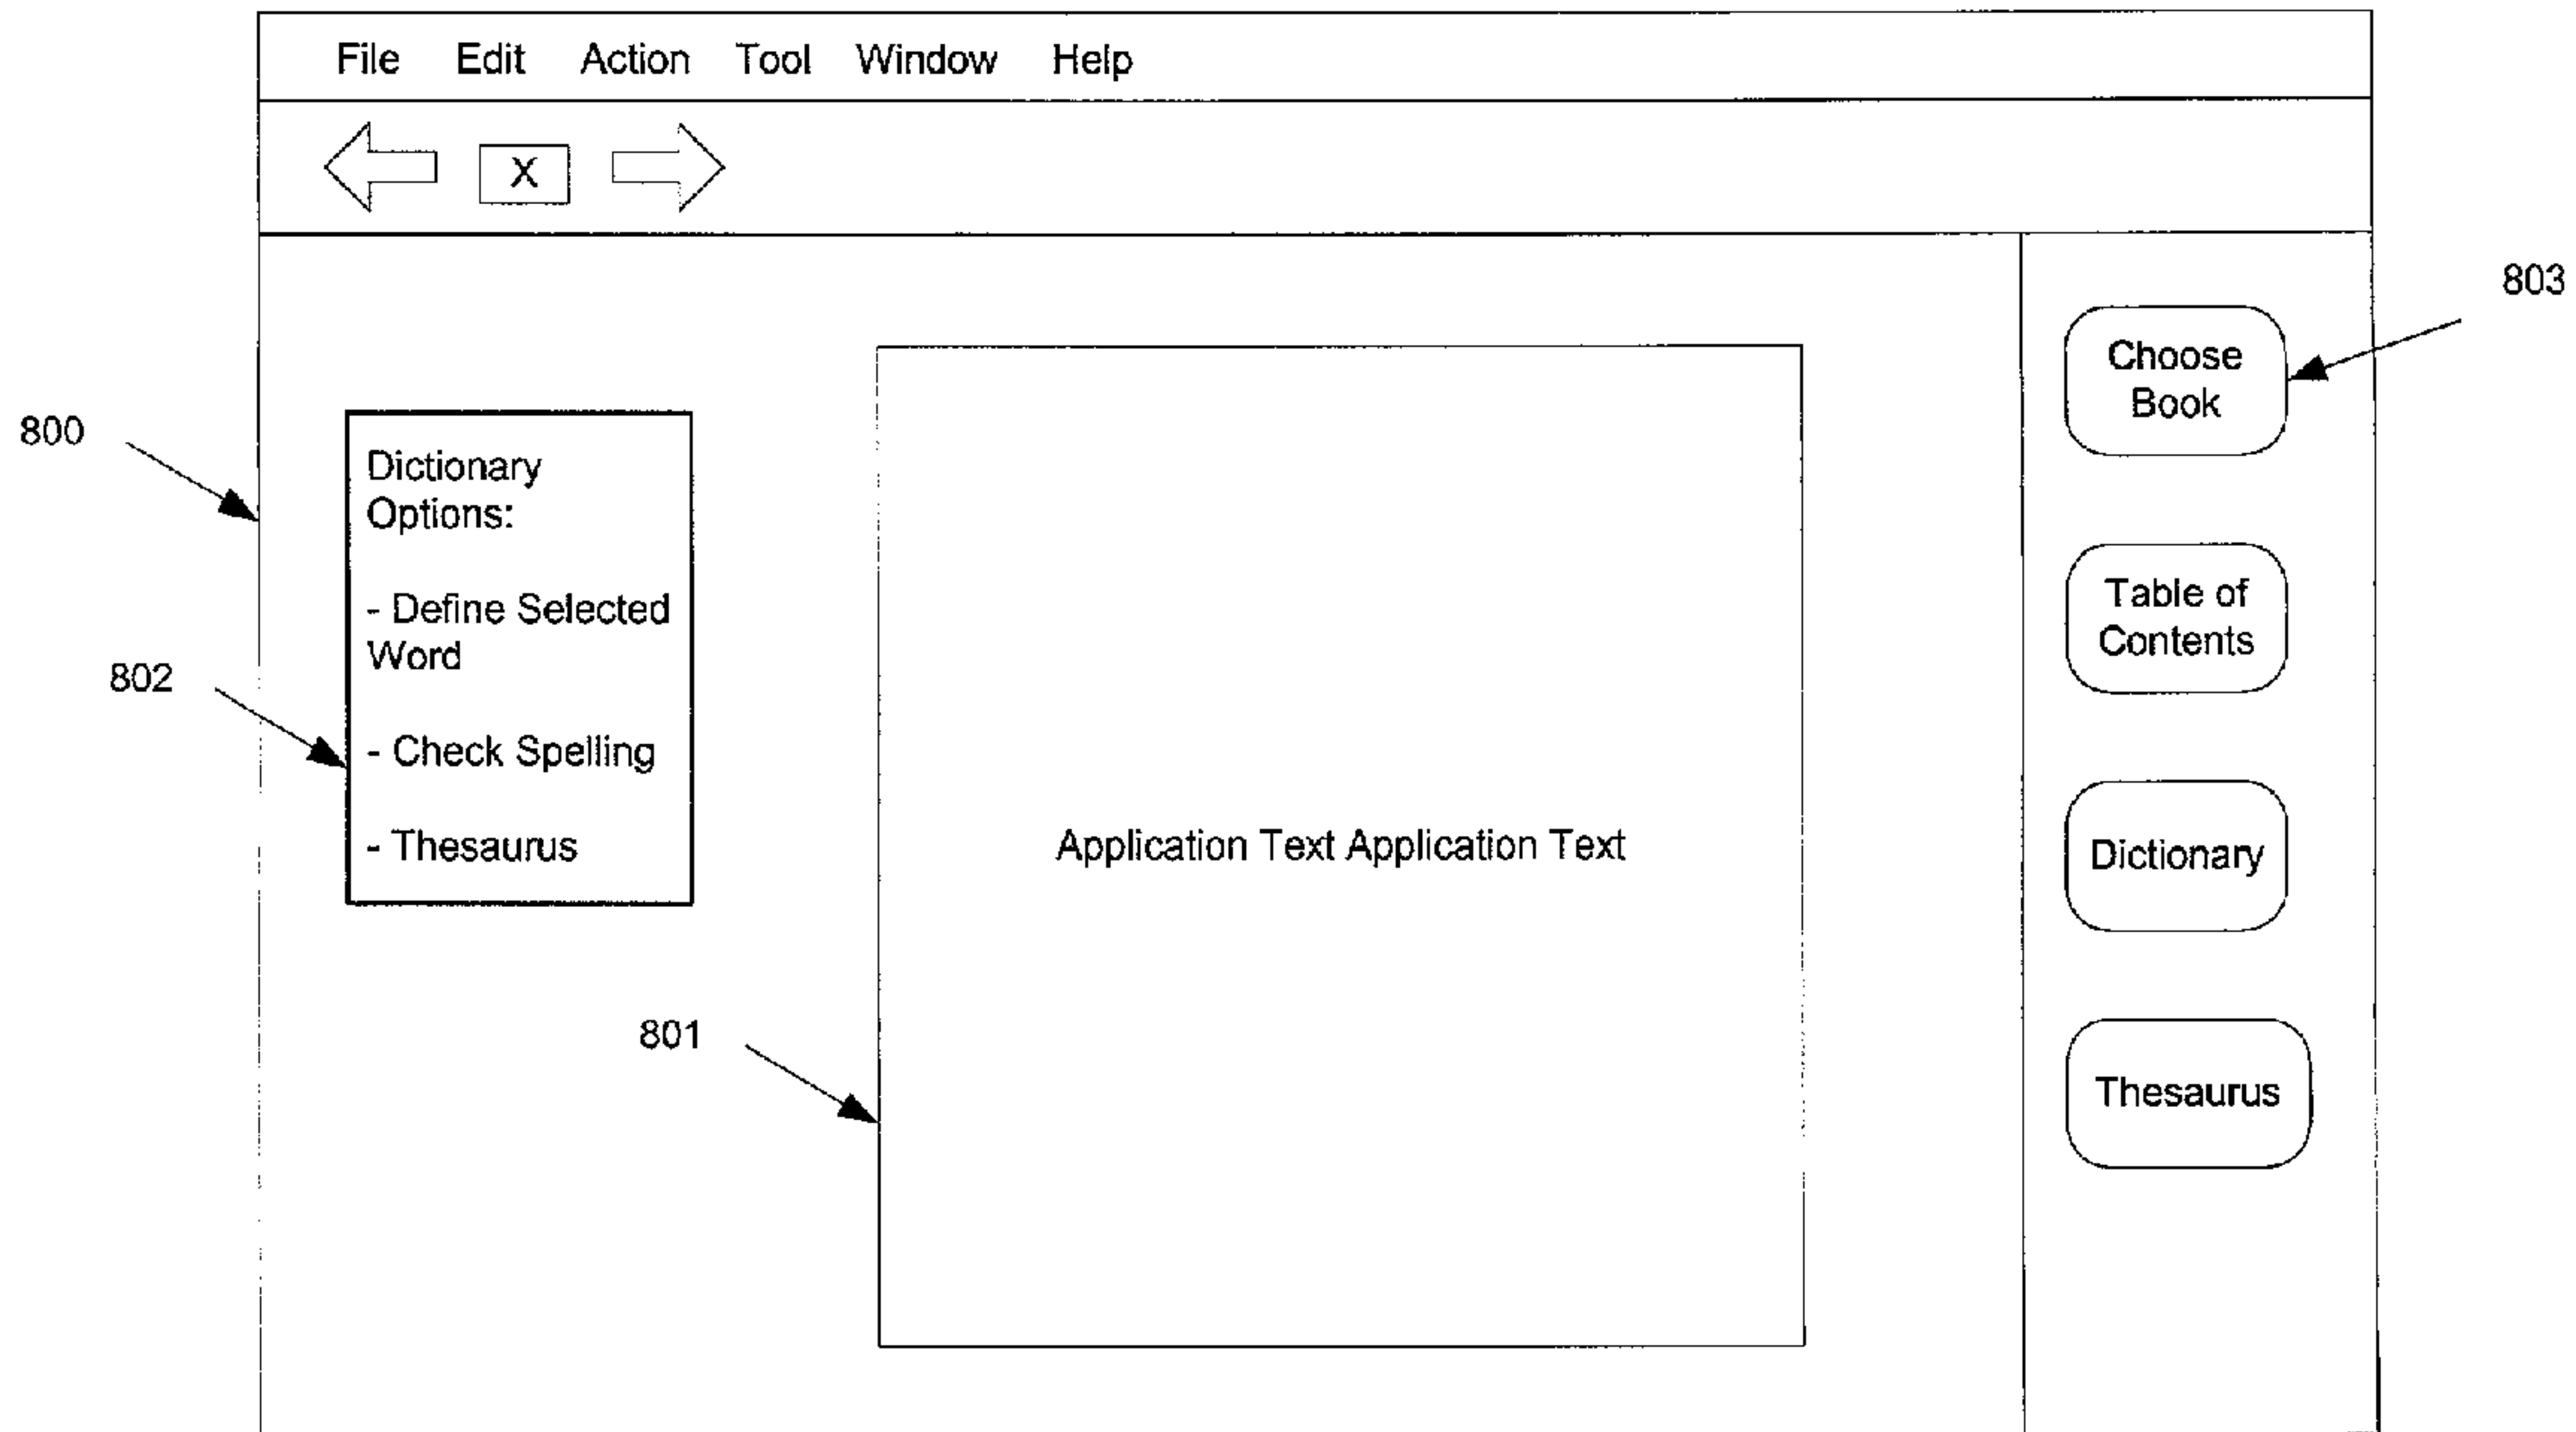 File Edit Action Tool Window Help
X
803
Choose
Book
800
Dictionary
Options:
- Define Selected
Word
- Check Spelling
- Thesaurus
802
Table of
Contents
Application Text Application Text
Dictionary
801
Thesaurus